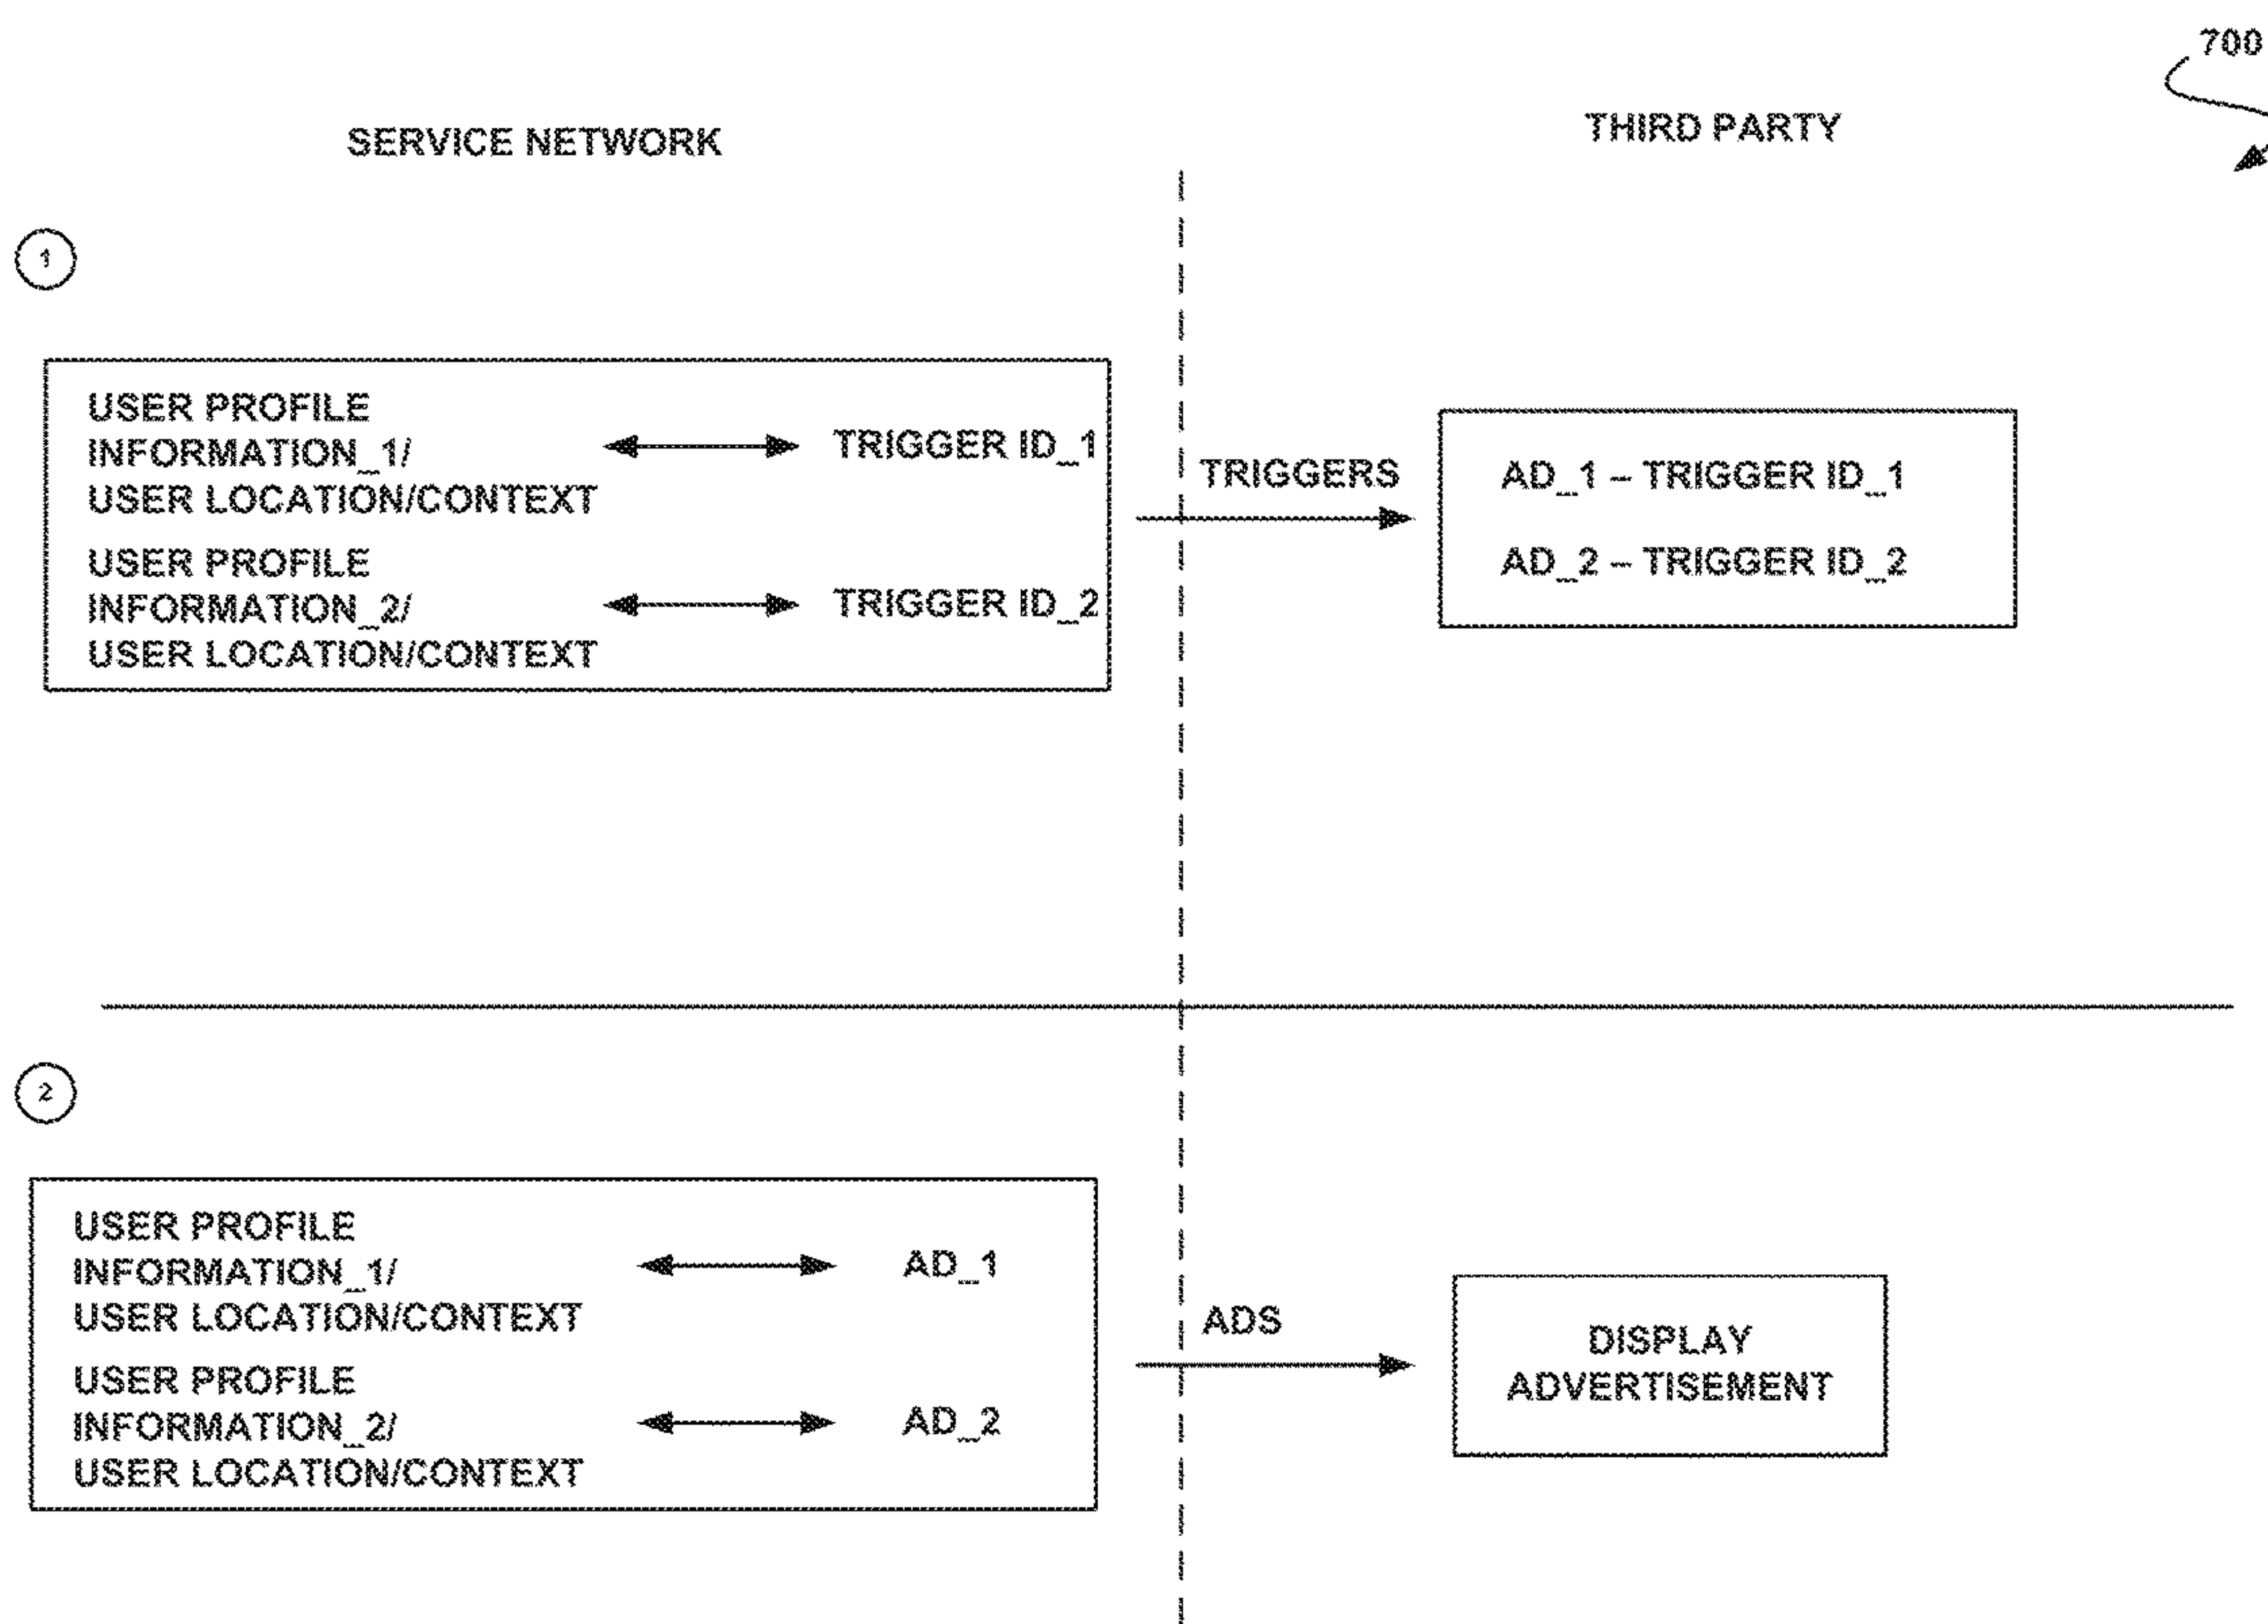 700
SERVICE NETWORK
THIRD PARTY
1
USER PROFILE
INFORMATION_1/
USER LOCATION/CONTEXT
TRIGGER ID_1
USER PROFILE
INFORMATION_2/
USER LOCATION/CONTEXT
TRIGGER ID_2
TRIGGERS
AD_1 – TRIGGER ID_1
AD_2 – TRIGGER ID_2
2
USER PROFILE
INFORMATION_1/
USER LOCATION/CONTEXT
AD_1
USER PROFILE
INFORMATION_2/
USER LOCATION/CONTEXT
AD_2
ADS
DISPLAY
ADVERTISEMENT